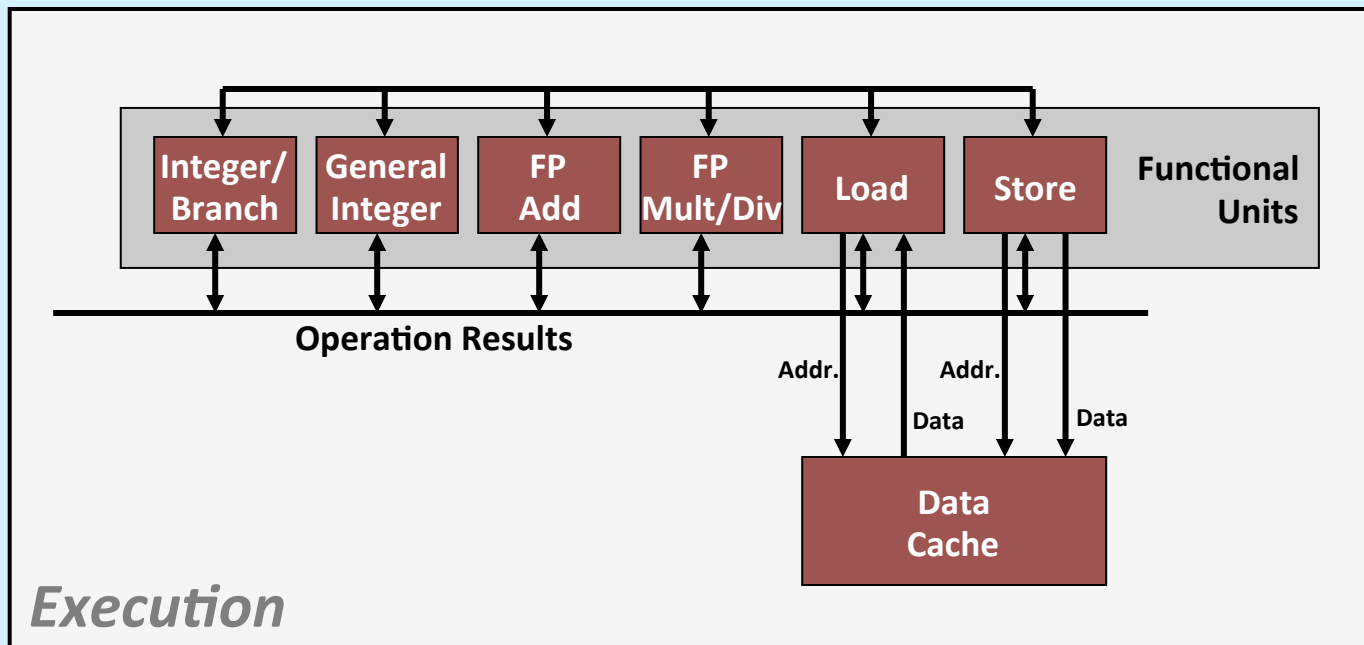 Integer/
Branch
General
Integer
FP
Add
FP
Mult/Div
Load
Store
Functional
Units
Operation Results
Addr.
Addr.
Data
Data
Data
Cache
Execution